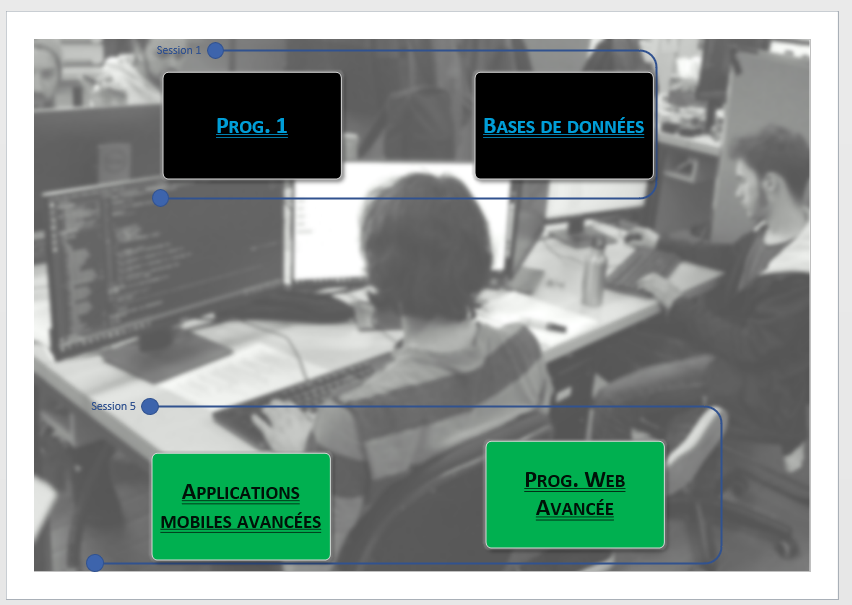 Session 1
Prog. 1
Bases de données
Session 5
Applications
mobiles avancées
Prog. Web
Avancée